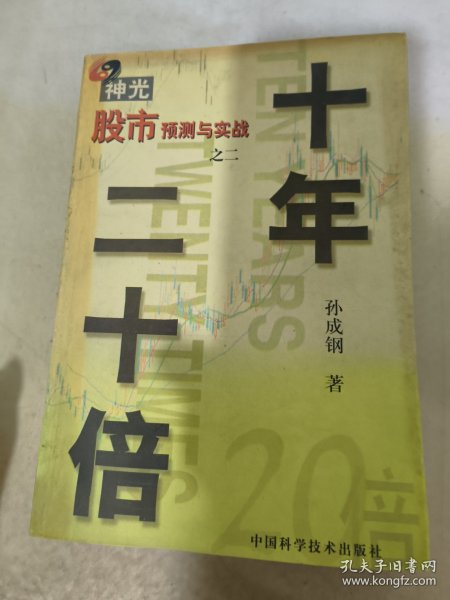 神光
股市 预测与实战
之二
十年
二十倍
TEN YEARS
TWENTY TIMES
孙成钢 著
20倍
中国科学技术出版社
孔夫子旧书网
www.kongfz.com